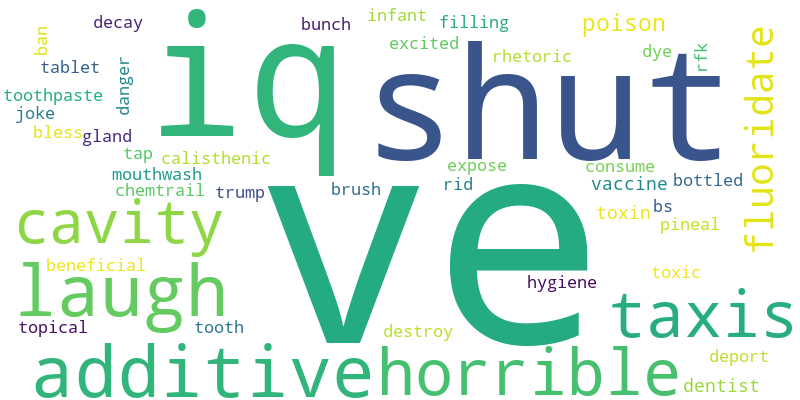 decay
iq
bunch
infant
filling
poison
ban
excited
shut
rhetoric
dye
rfk
fluoridate
tablet
danger
toothpaste
joke
bless
gland
tap
calisthenic
expose
consume
mouthwash
chemtrail
trump
brush
rid
vaccine
bottled
ve
cavity
toxin
bs
pineal
beneficial
laugh
hygiene
toxic
topical
tooth
destroy
taxis
additive
horrible
deport
dentist